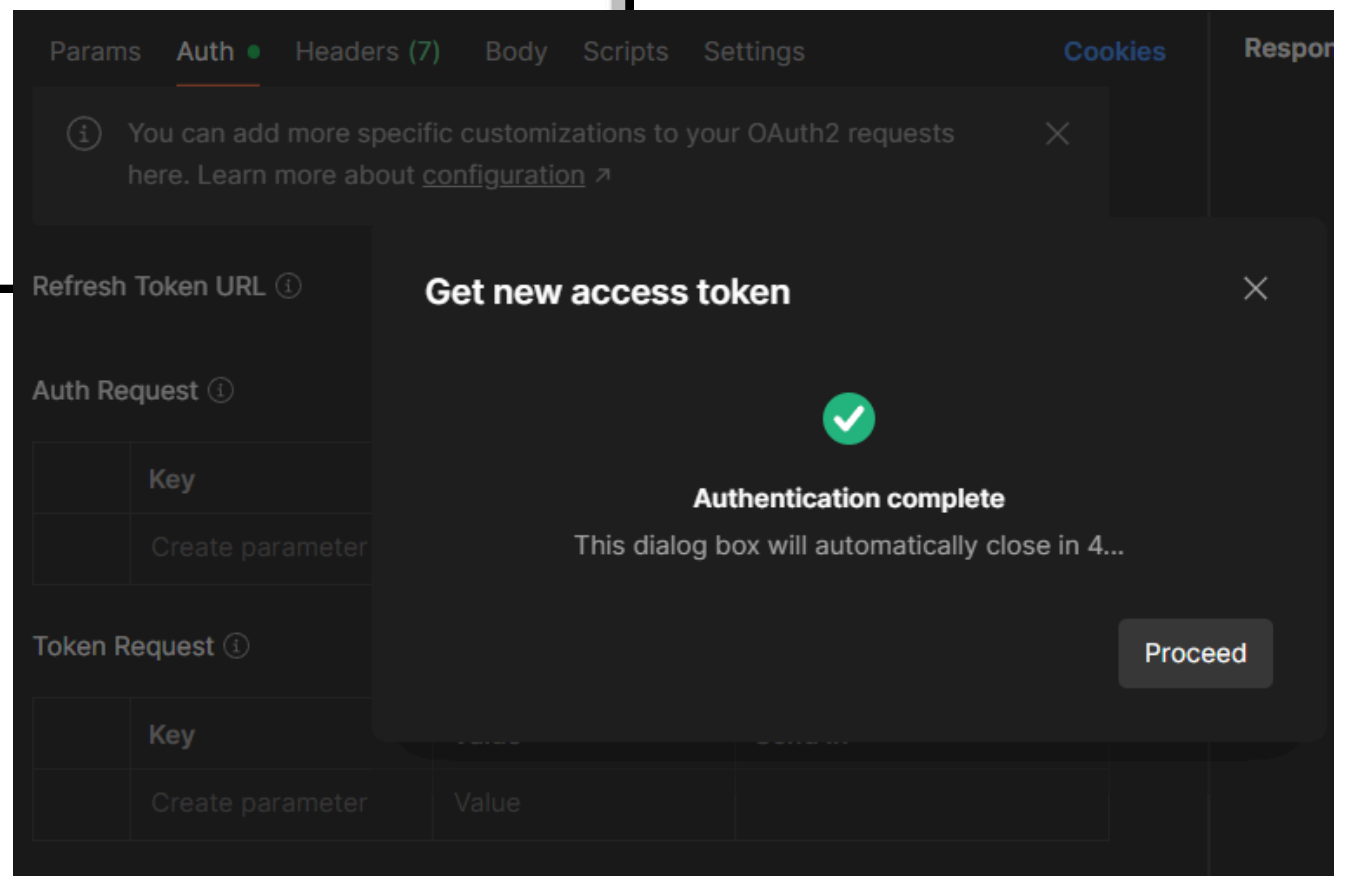 Params Auth Headers (7) Body Scripts Settings Cookies Respon
You can add more specific customizations to your OAuth2 requests
here. Learn more about configuration ↗
Refresh Token URL
Get new access token
Auth Request
Key
Authentication complete
Create parameter
This dialog box will automatically close in 4...
Token Request
Proceed
Key
Create parameter Value